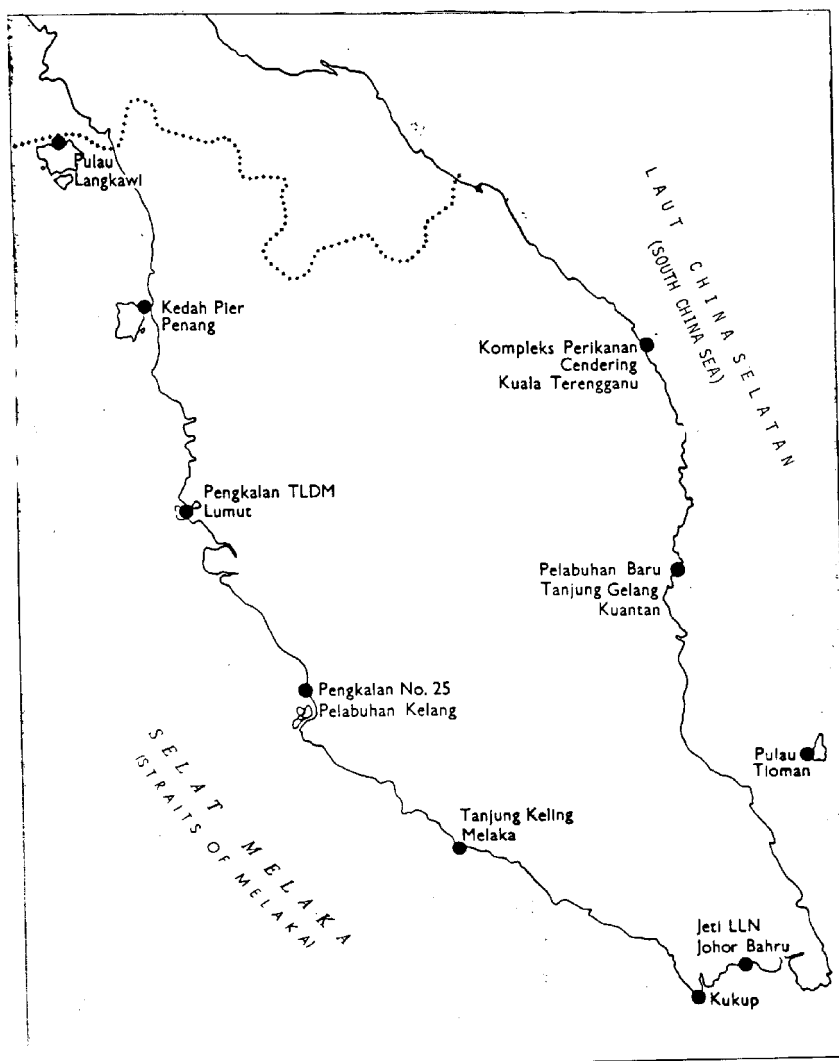 Pulau
Langkawi
LAUT CHINA SELATAN
(SOUTH CHINA SEA)
Kedah Pier
Penang
Kompleks Perikanan
Cendering
Kuala Terengganu
Pengkalan TLDM
Lumut
Pelabuhan Baru
Tanjung Gelang
Kuantan
Pengkalan No. 25
Pelabuhan Kelang
SELAT MELAKA
(STRAITS OF MELAKA)
Pulau
Tioman
Tanjung Keling
Melaka
Jeti LLN
Johor Bahru
Kukup